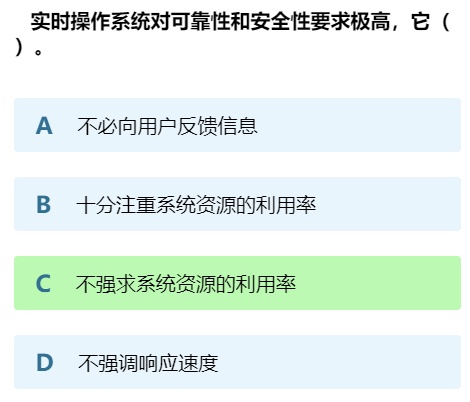 实时操作系统对可靠性和安全性要求极高，它（
）。
A 不必向用户反馈信息
B 十分注重系统资源的利用率
C 不强求系统资源的利用率
D 不强调响应速度